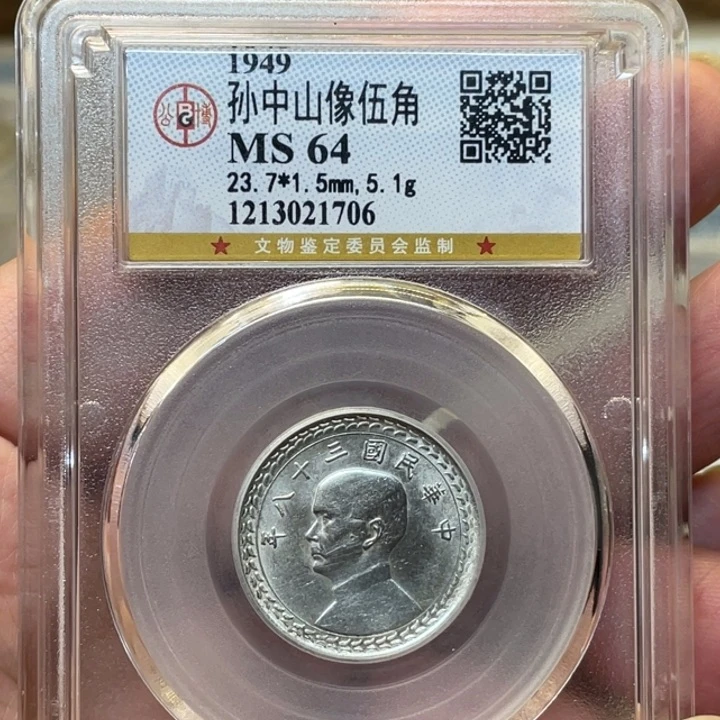 1949
孙中山像伍角
MS 64
23.7*1.5mm,5.1g
1213021706
文物鉴定委员会监制
年八十三國民華中